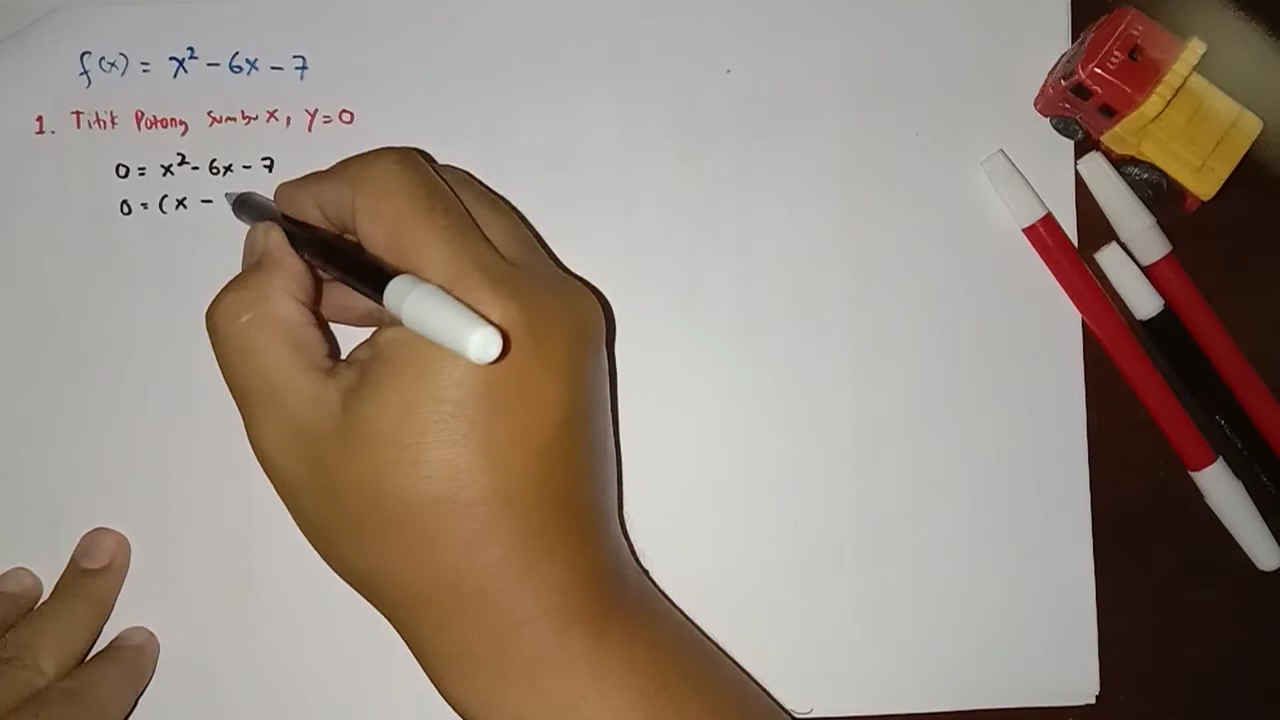 f(x) = x² - 6x - 7
1. Titik Potong Sumbu X, y=0
0 = x² - 6x - 7
0 = (x -